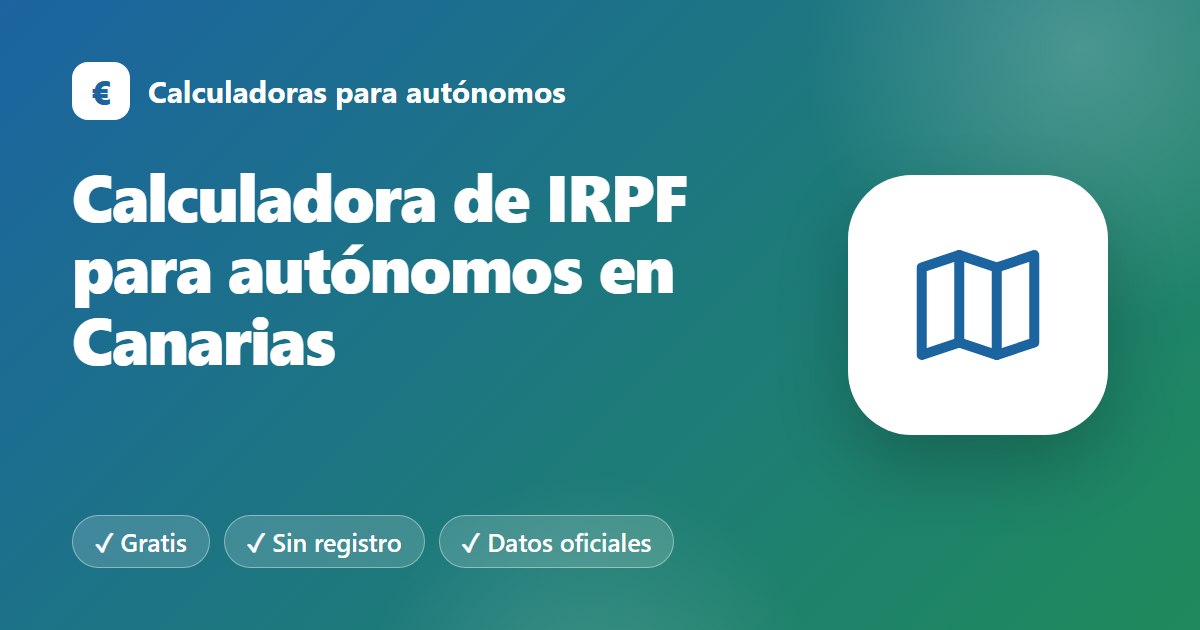 €
Calculadoras para autónomos
Calculadora de IRPF
para autónomos en
Canarias
✓ Gratis
✓ Sin registro
✓ Datos oficiales